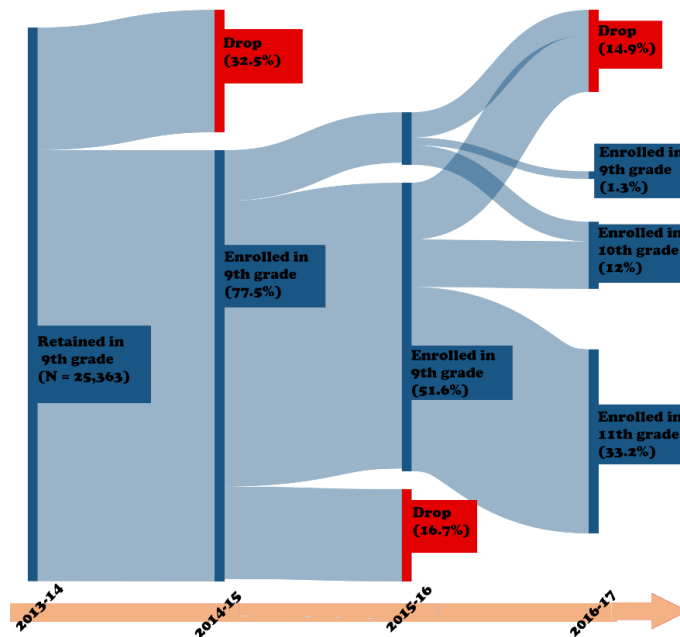 Drop
(32.5%)
Drop
(14.9%)
Enrolled in
9th grade
(1.3%)
Enrolled in
10th grade
(12%)
Enrolled in
9th grade
(77.5%)
Retained in
9th grade
(N = 25,363)
Enrolled in
9th grade
(51.6%)
Enrolled in
11th grade
(33.2%)
Drop
(16.7%)
2013-14
2014-15
2015-16
2016-17